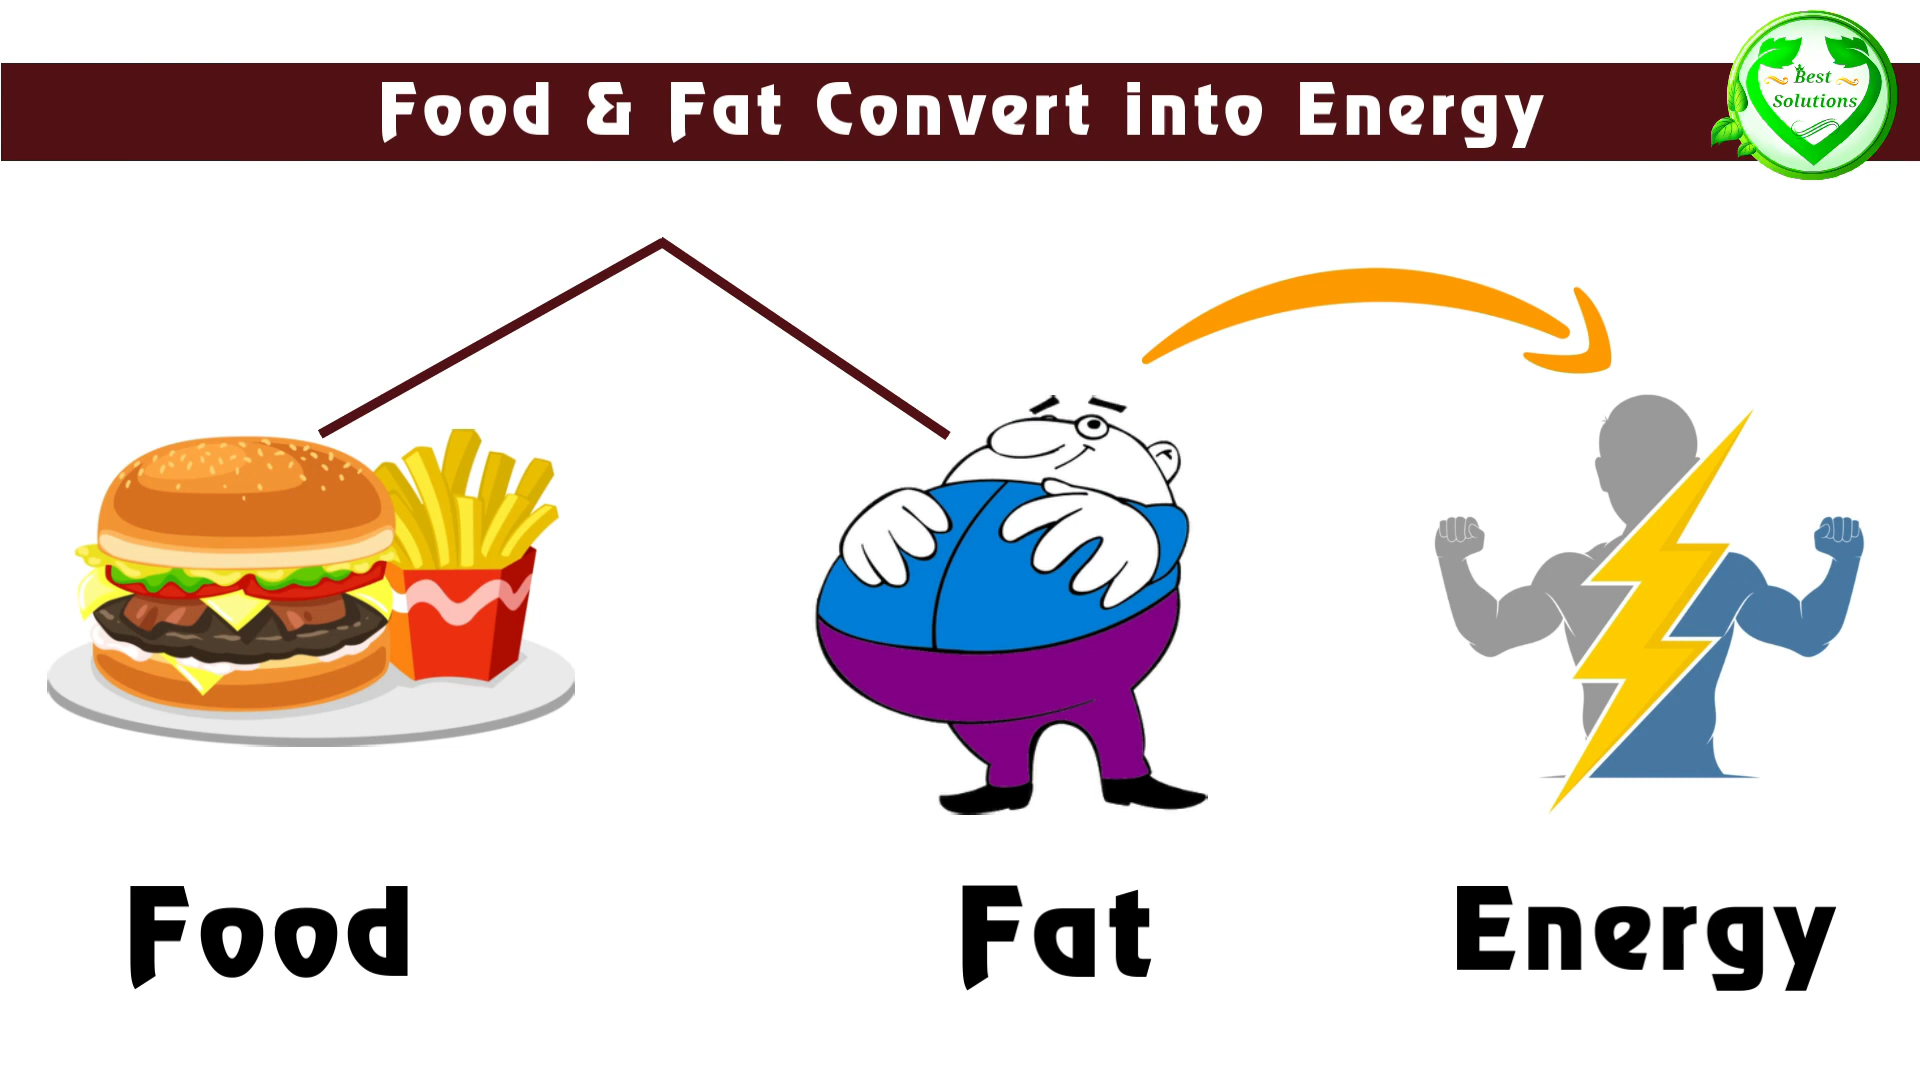 Food & Fat Convert into Energy
Best
Solutions
Food
Fat
Energy